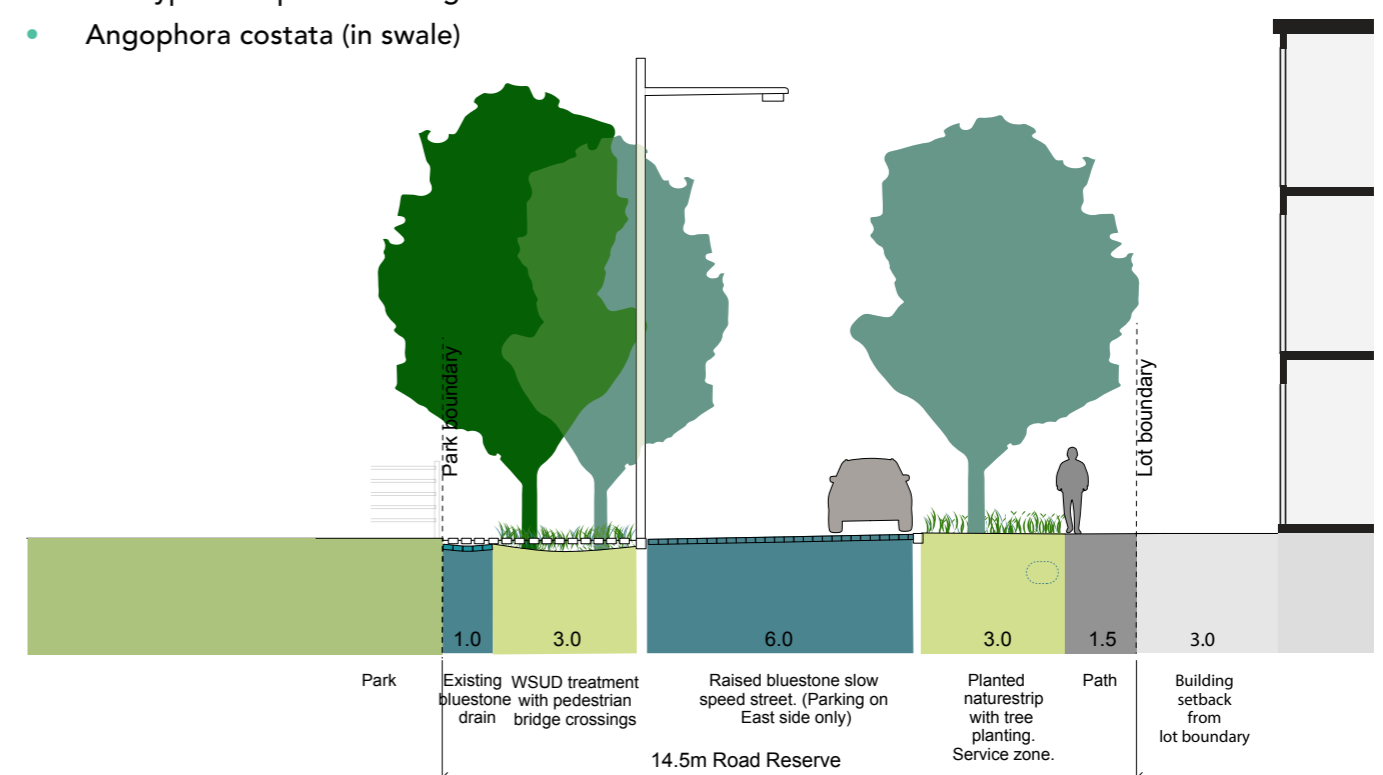 Angophora costata (in swale)
Park boundary
Lot boundary
1.0
3.0
6.0
3.0
1.5
3.0
Park
Existing
bluestone
drain
WSUD treatment
with pedestrian
bridge crossings
Raised bluestone slow
speed street. (Parking on
East side only)
Planted
naturestrip
with tree
planting.
Service zone.
Path
Building
setback
from
lot boundary
14.5m Road Reserve